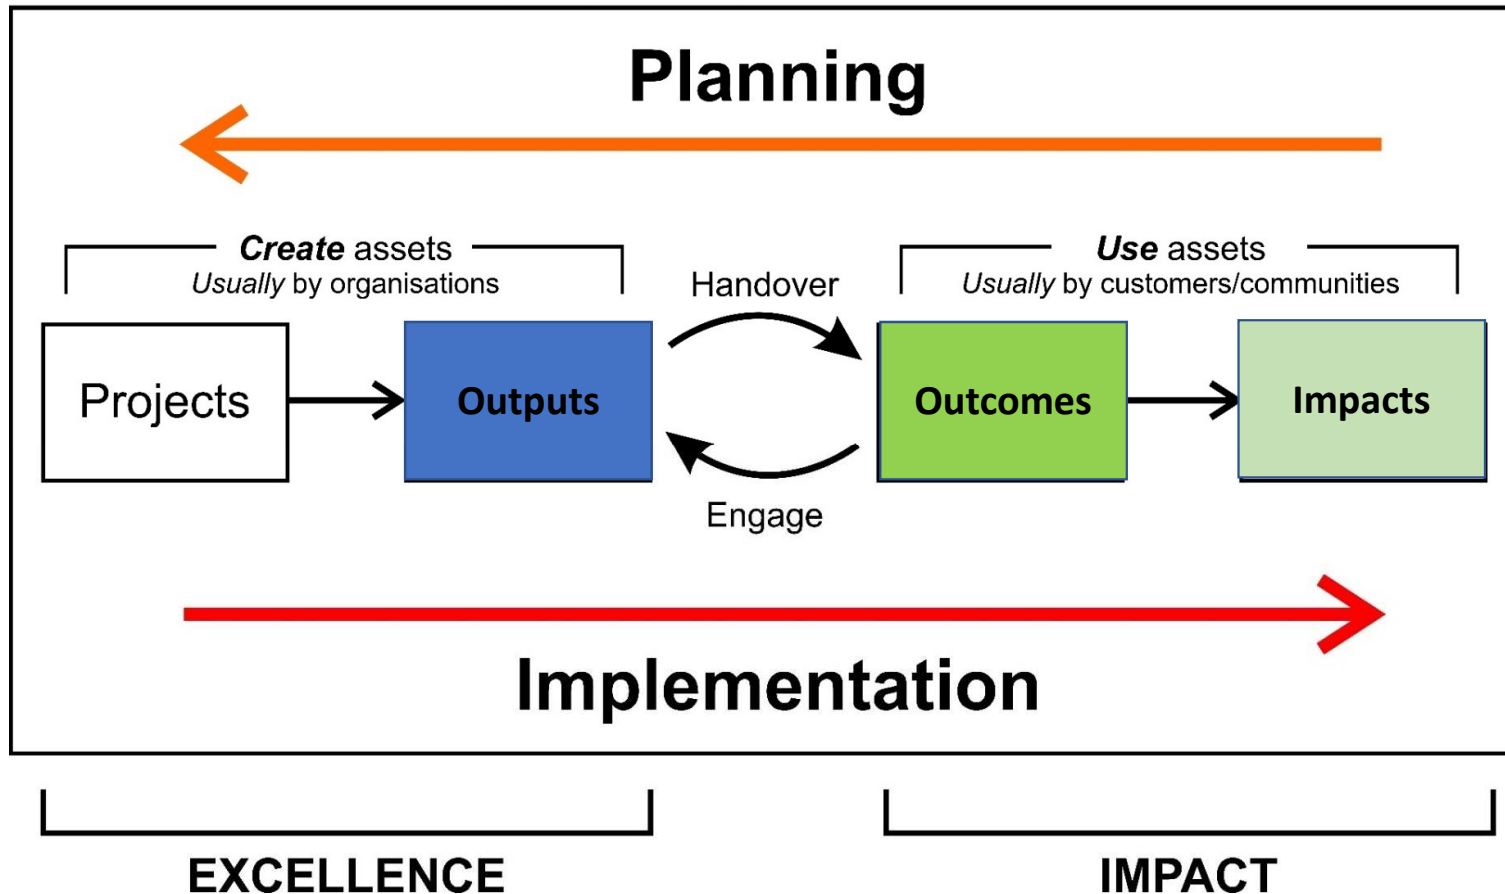 Planning
Create assets
Usually by organisations
Handover
Use assets
Usually by customers/communities
Projects
Outputs
Outcomes
Impacts
Engage
Implementation
EXCELLENCE
IMPACT